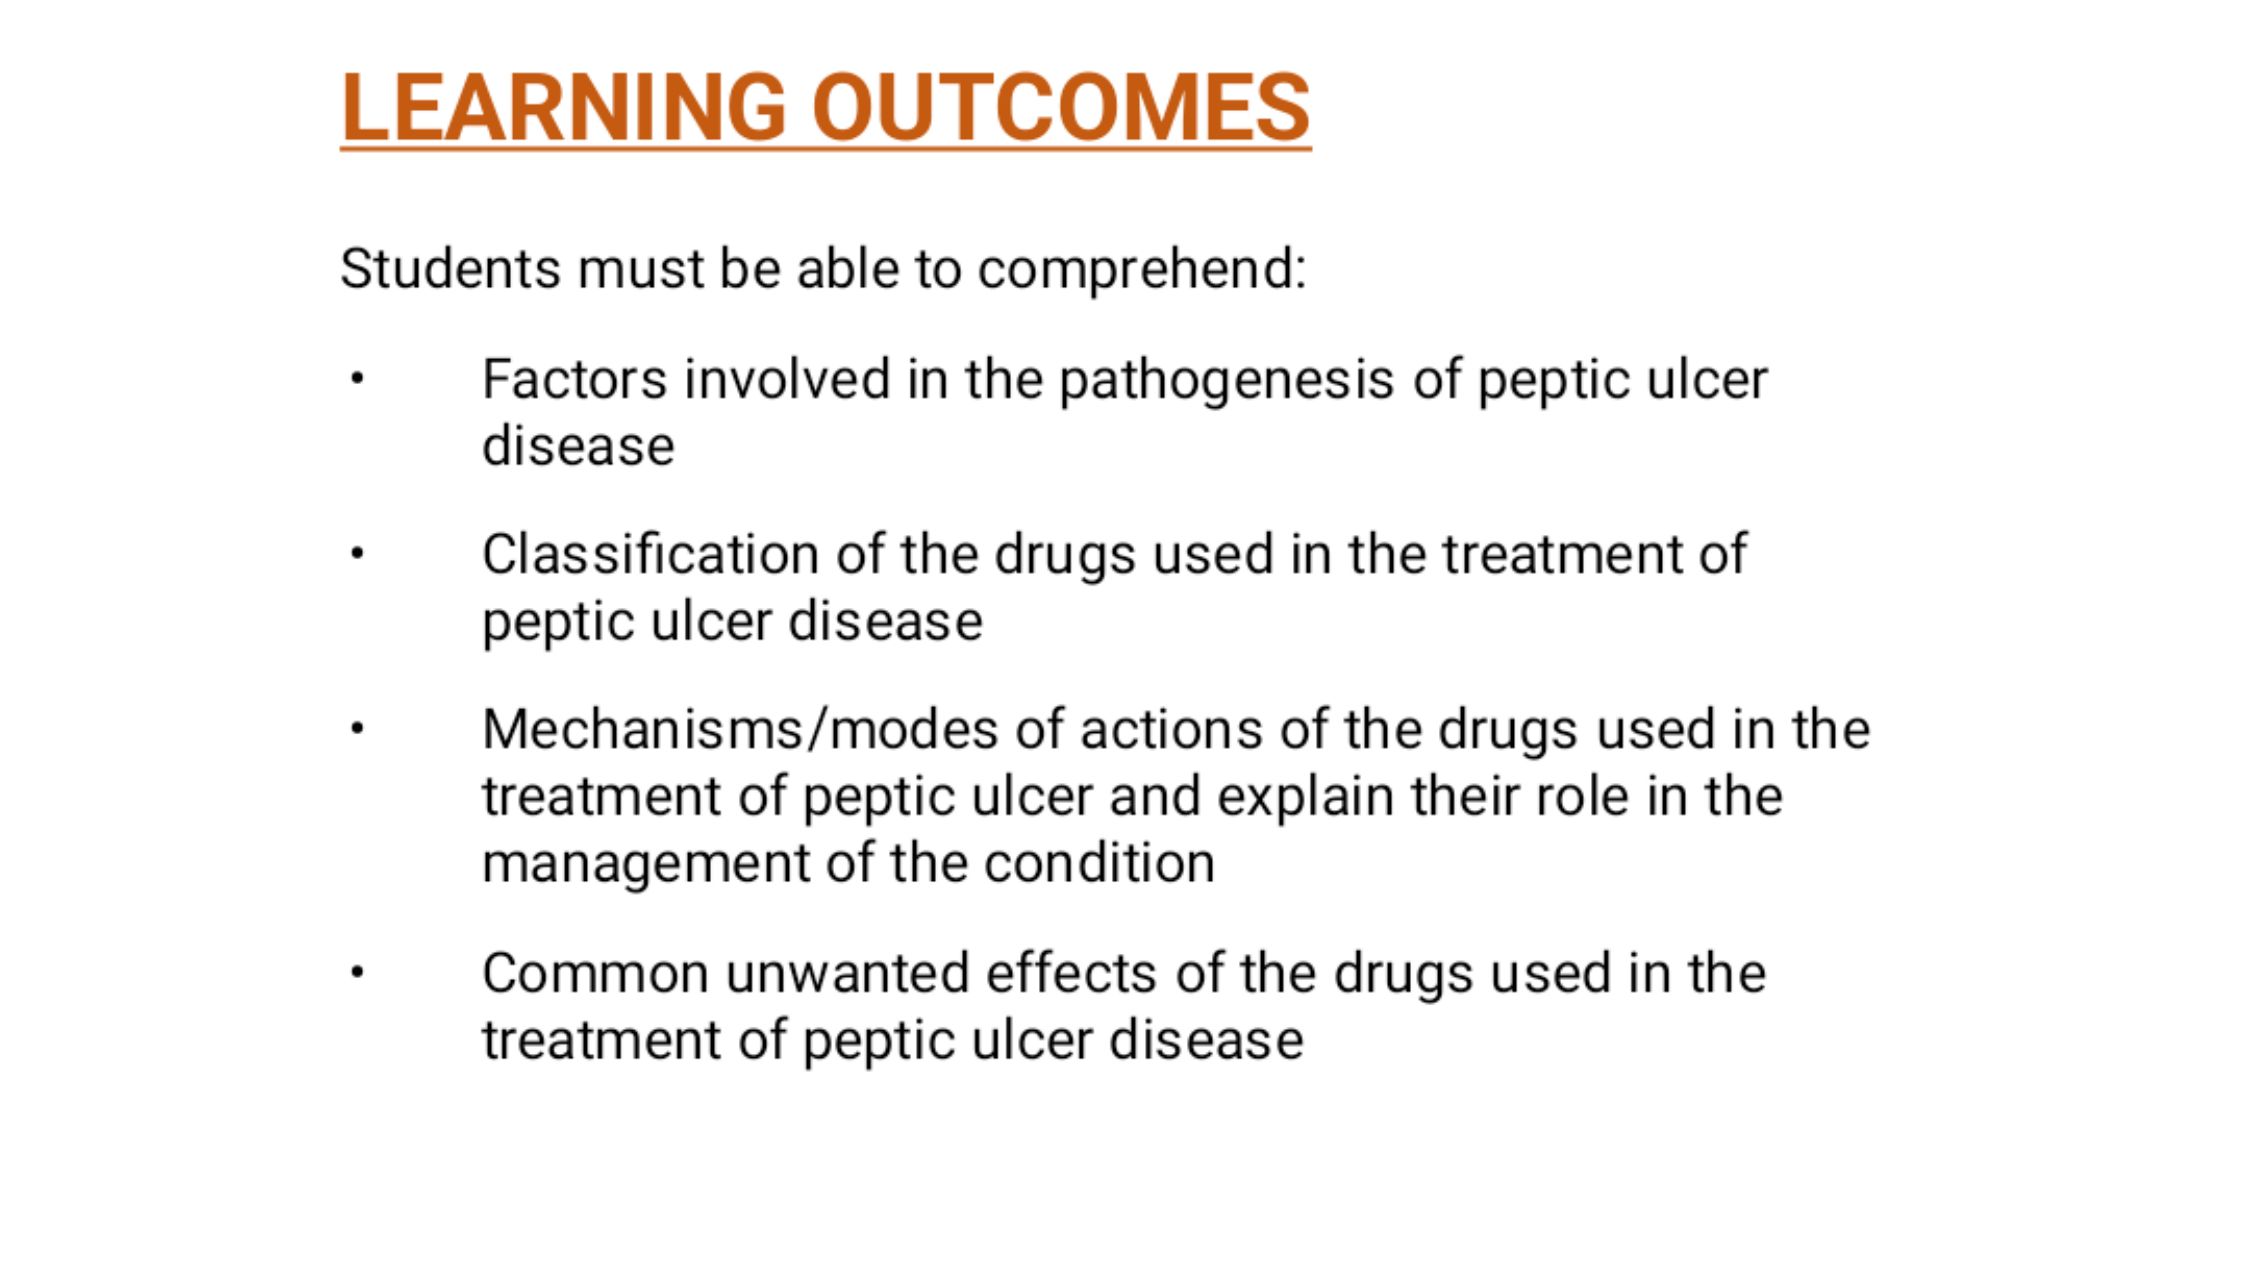 LEARNING OUTCOMES
Students must be able to comprehend:
• Factors involved in the pathogenesis of peptic ulcer
disease
• Classification of the drugs used in the treatment of
peptic ulcer disease
• Mechanisms/modes of actions of the drugs used in the
treatment of peptic ulcer and explain their role in the
management of the condition
• Common unwanted effects of the drugs used in the
treatment of peptic ulcer disease